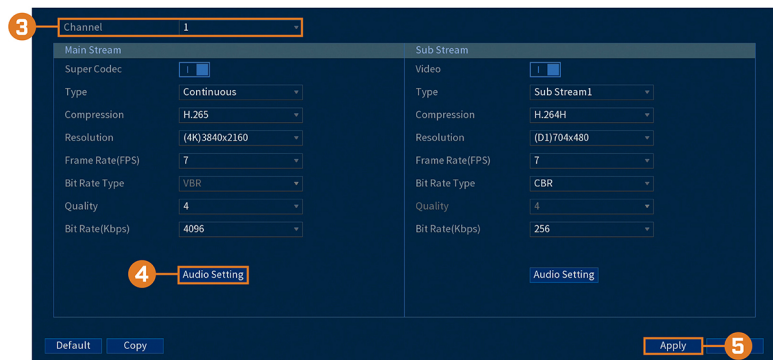 3 Channel 1
Main Stream Sub Stream
Super Codec Video
Type Continuous Type Sub Stream1
Compression H.265 Compression H.264H
Resolution (4K)3840x2160 Resolution (D1)704x480
Frame Rate(FPS) 7 Frame Rate(FPS) 7
Bit Rate Type VBR Bit Rate Type CBR
Quality 4 Quality 4
Bit Rate(Kbps) 4096 Bit Rate(Kbps) 256
4 Audio Setting Audio Setting
Default Copy Apply 5